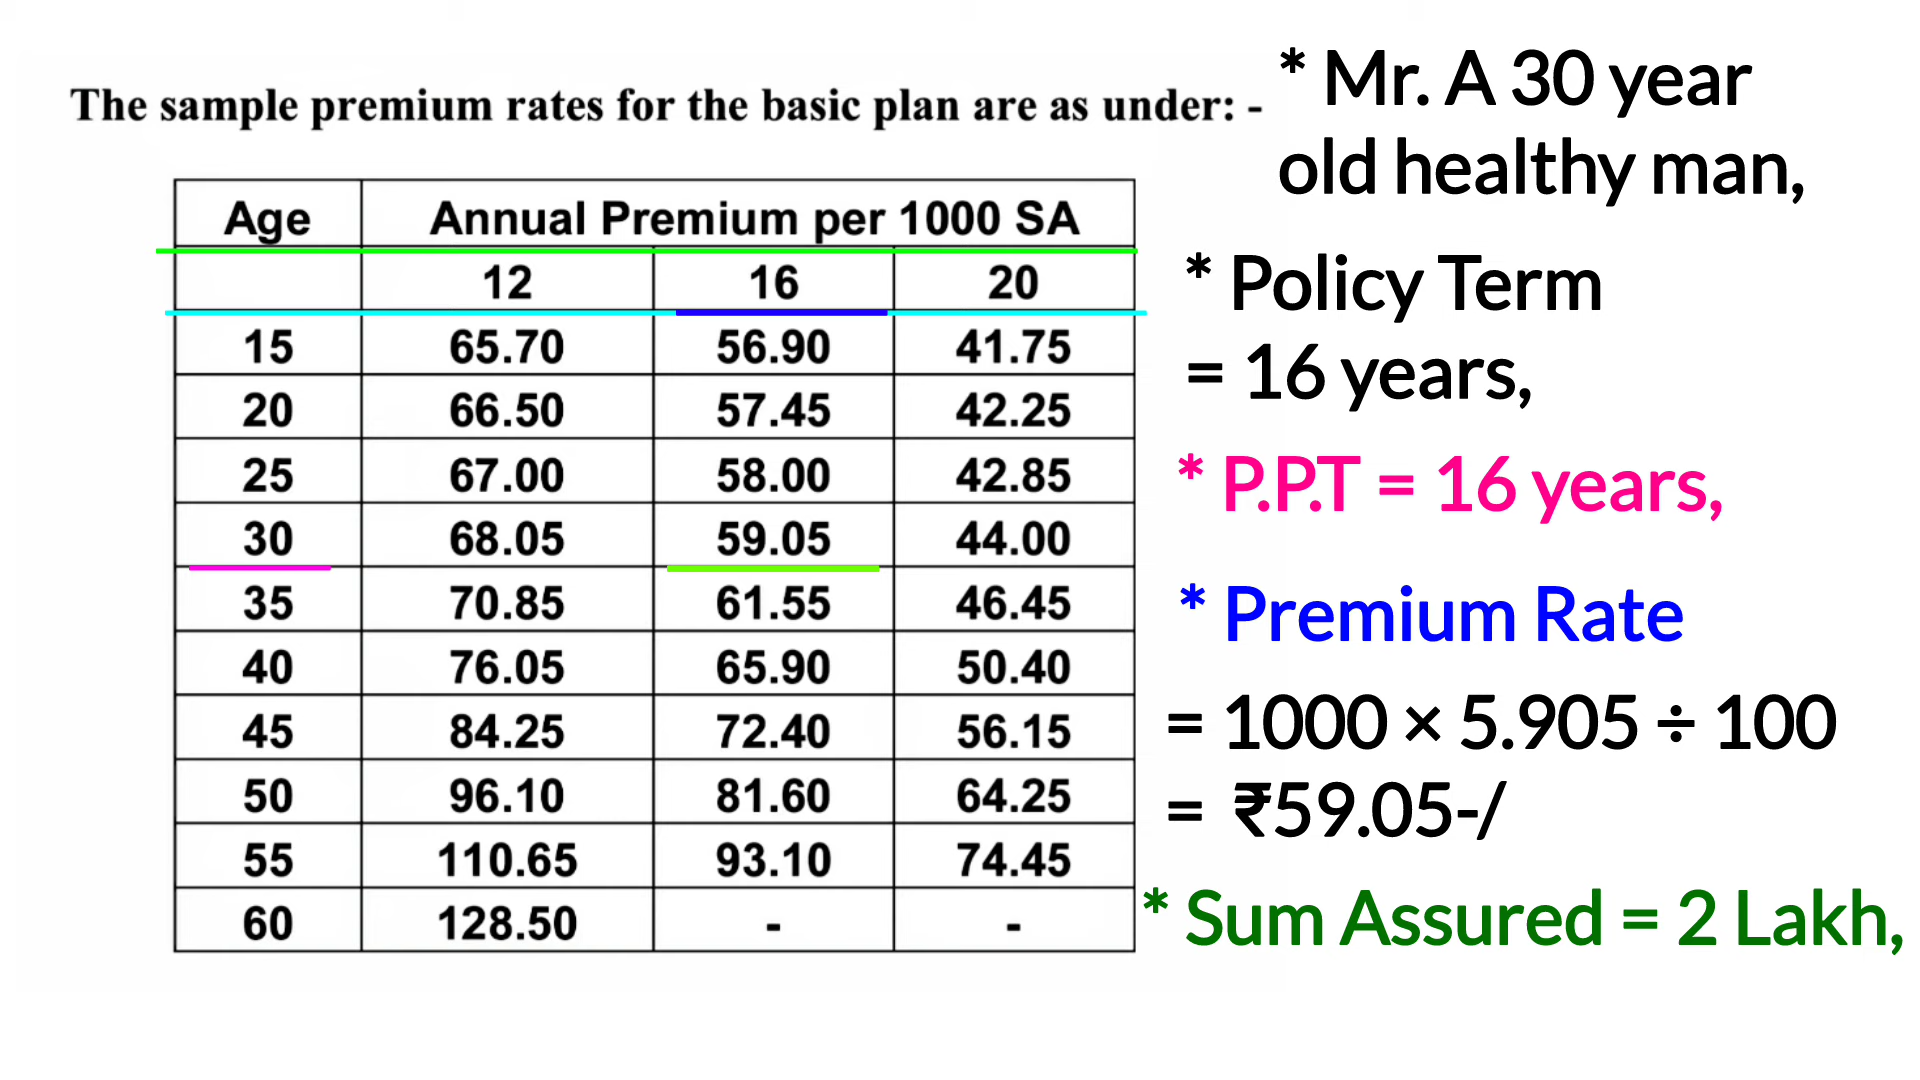 The sample premium rates for the basic plan are as under: -
Age Annual Premium per 1000 SA
12 16 20
15 65.70 56.90 41.75
20 66.50 57.45 42.25
25 67.00 58.00 42.85
30 68.05 59.05 44.00
35 70.85 61.55 46.45
40 76.05 65.90 50.40
45 84.25 72.40 56.15
50 96.10 81.60 64.25
55 110.65 93.10 74.45
60 128.50 - -
* Mr. A 30 year
old healthy man,
* Policy Term
= 16 years,
* P.P.T = 16 years,
* Premium Rate
= 1000 × 5.905 ÷ 100
= ₹59.05-/
* Sum Assured = 2 Lakh,